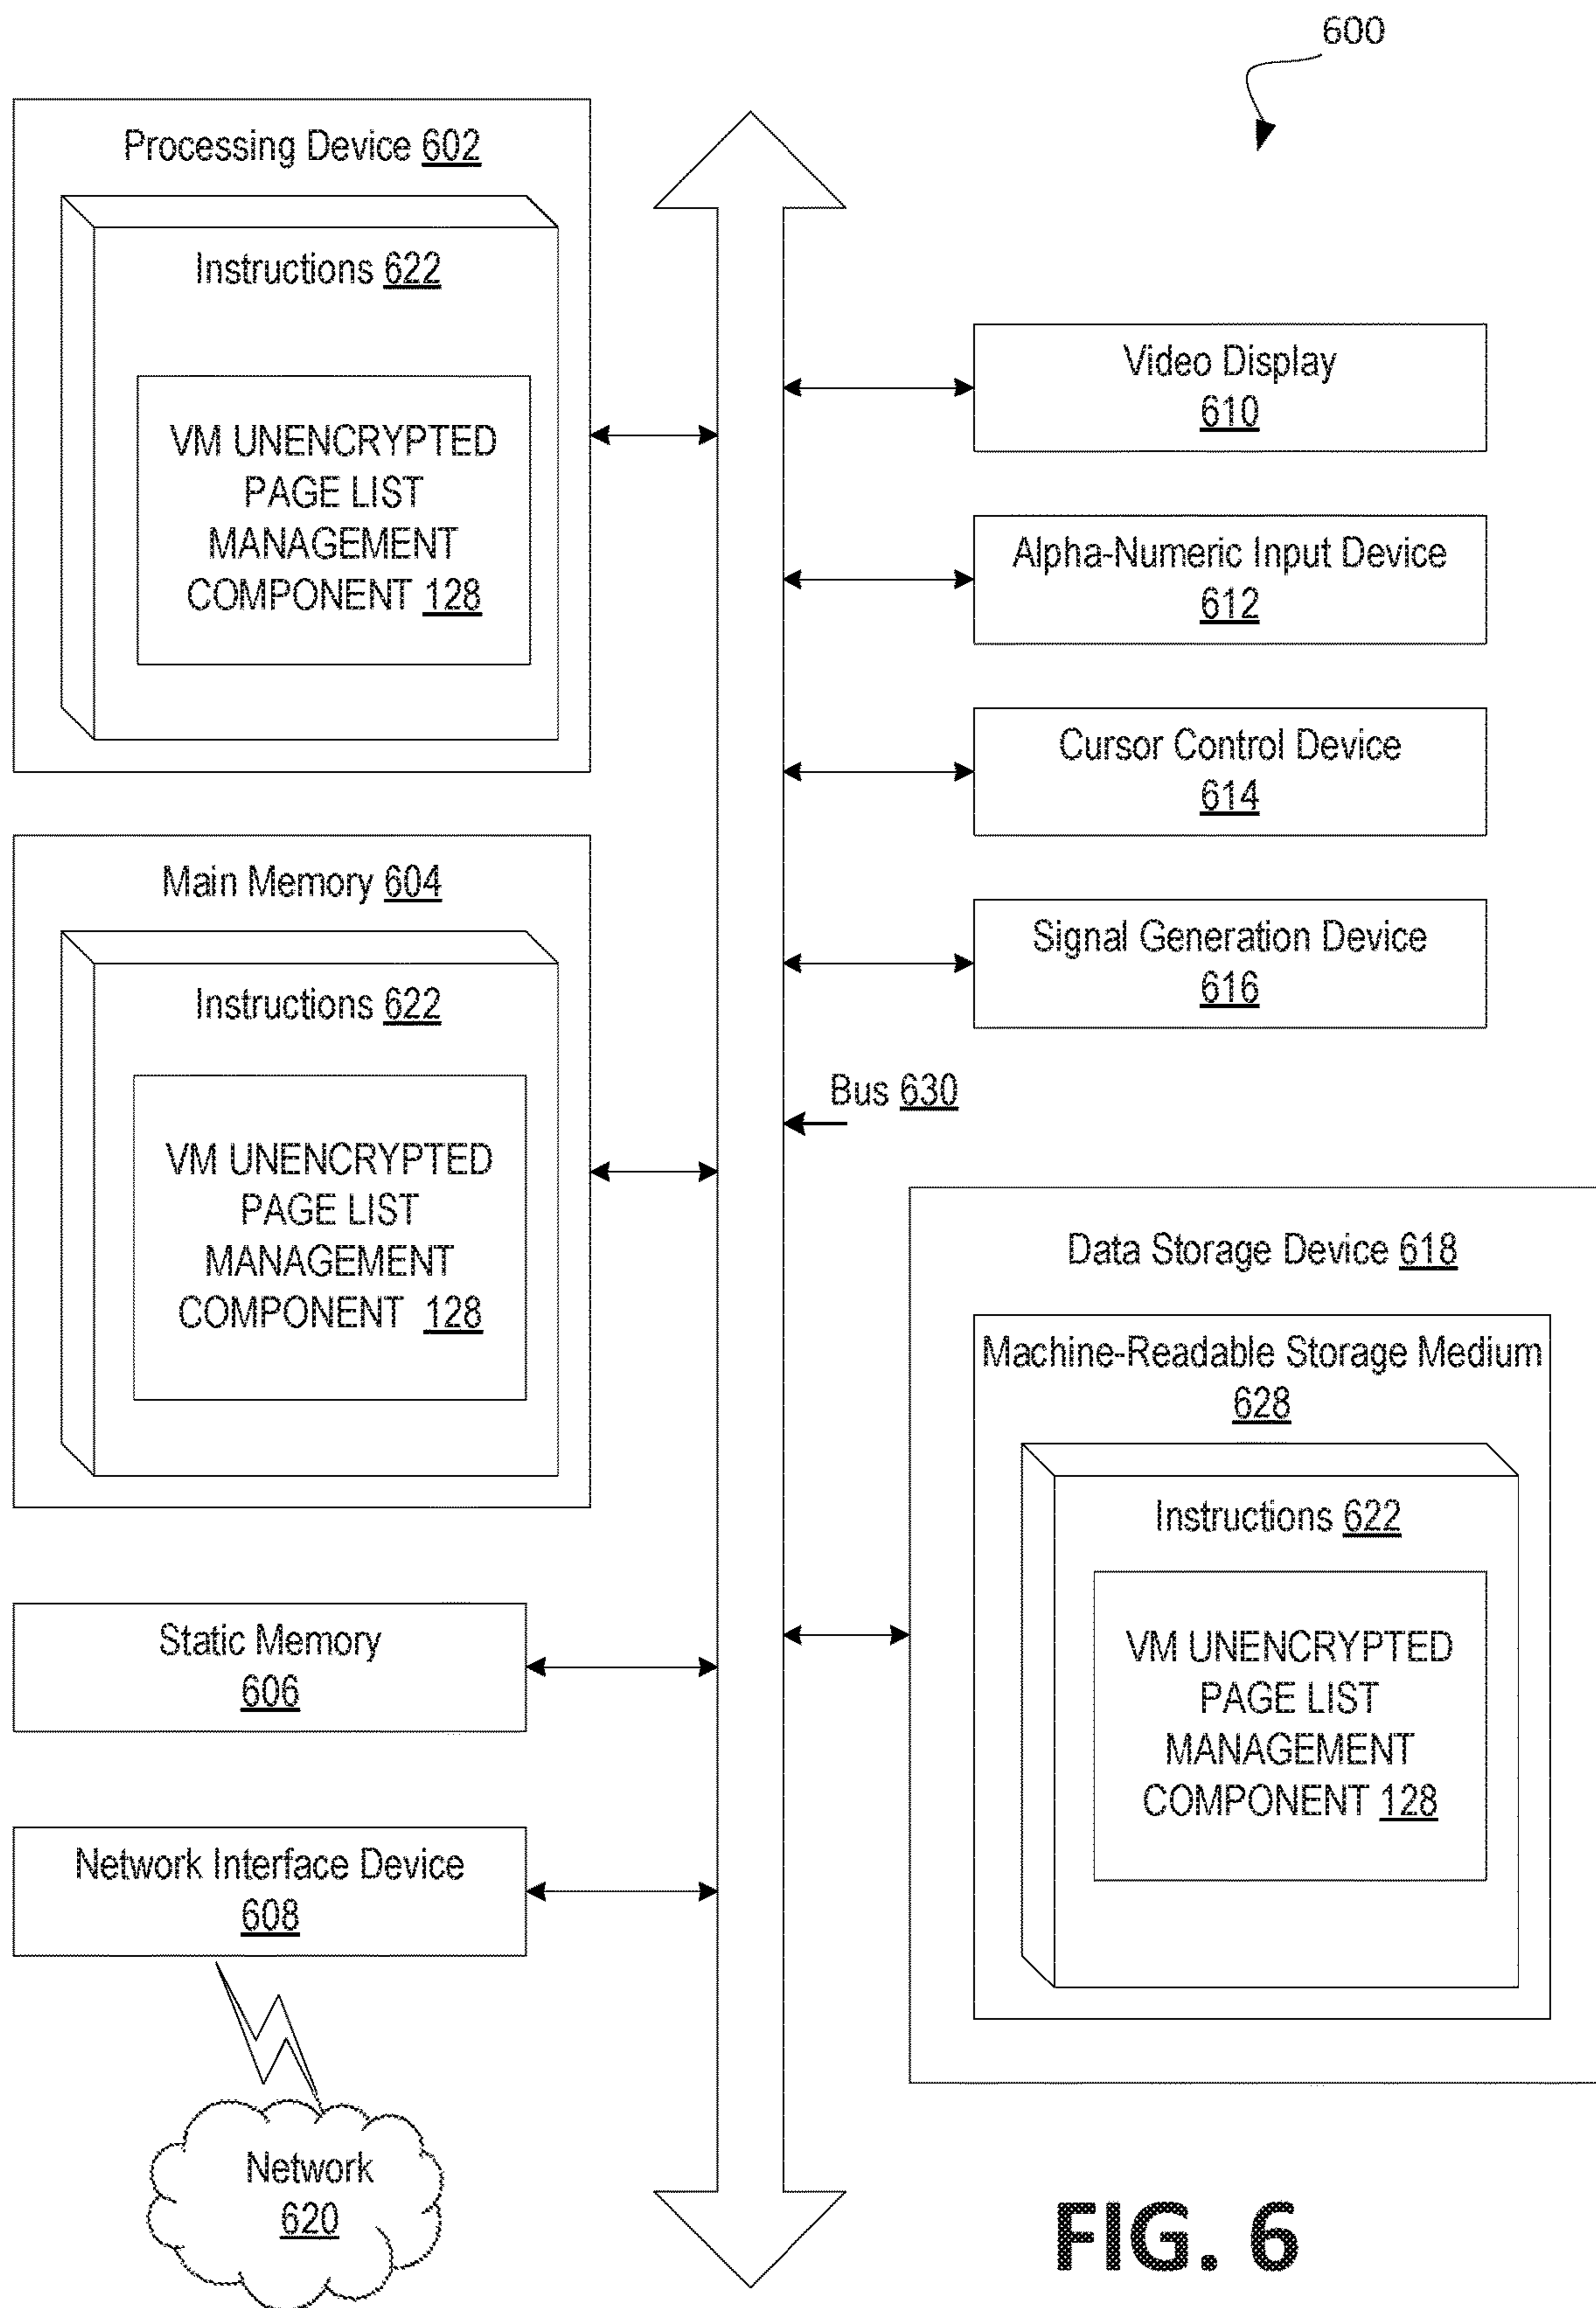 600
Processing Device 602
Instructions 622
VM UNENCRYPTED
PAGE LIST
MANAGEMENT
COMPONENT 128
Main Memory 604
Instructions 622
VM UNENCRYPTED
PAGE LIST
MANAGEMENT
COMPONENT 128
Static Memory
606
Network Interface Device
608
Network
620
Video Display
610
Alpha-Numeric Input Device
612
Cursor Control Device
614
Signal Generation Device
616
Bus 630
Data Storage Device 618
Machine-Readable Storage Medium
628
Instructions 622
VM UNENCRYPTED
PAGE LIST
MANAGEMENT
COMPONENT 128
FIG. 6